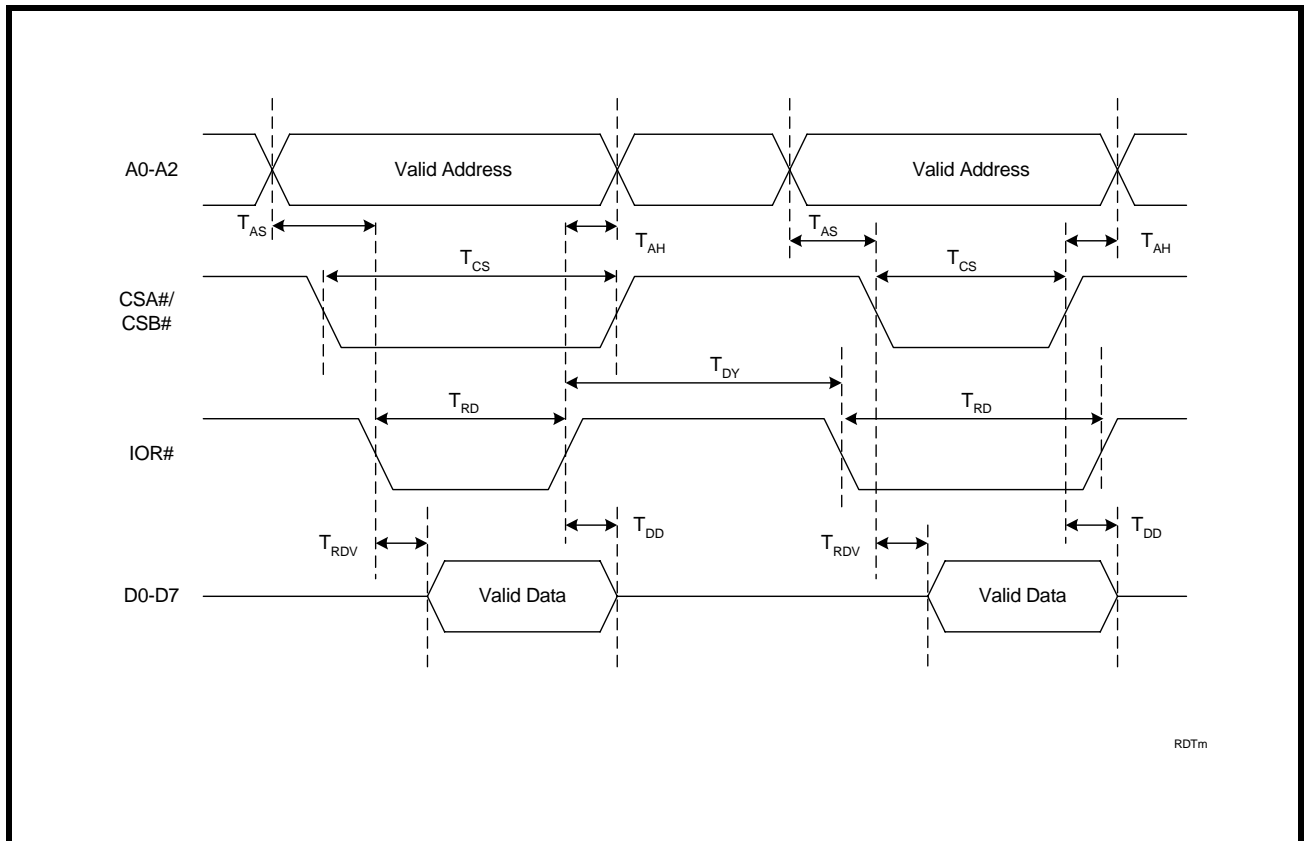 A0-A2
Valid Address
Valid Address
TAS
TAH
TAS
TAH
TCS
TCS
CSA#/
CSB#
TDY
TRD
TRD
IOR#
TRDV
TDD
TRDV
TDD
D0-D7
Valid Data
Valid Data
RDTm